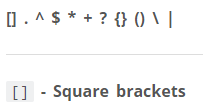 [] . ^ $ * + ? {} () \ |
[] - Square brackets